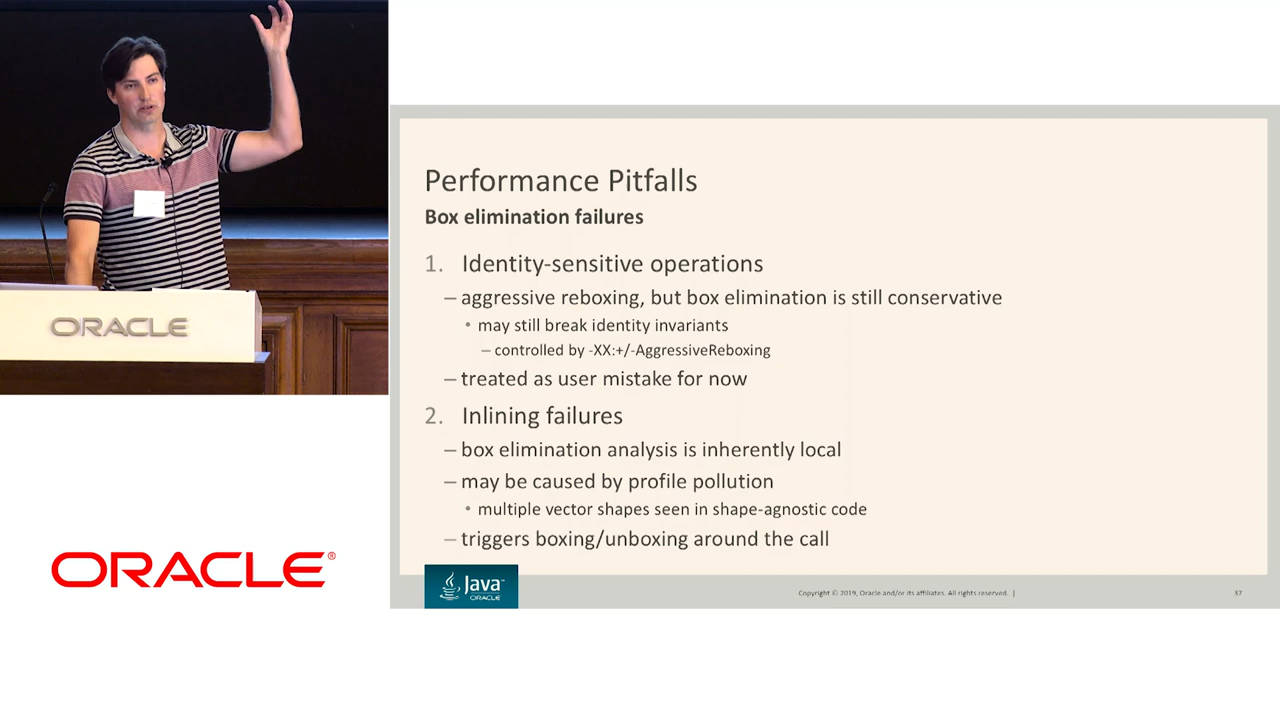 ORACLE
ORACLE®
Performance Pitfalls
Box elimination failures
1. Identity-sensitive operations
– aggressive reboxing, but box elimination is still conservative
• may still break identity invariants
– controlled by -XX:+/-AggressiveReboxing
– treated as user mistake for now
2. Inlining failures
– box elimination analysis is inherently local
– may be caused by profile pollution
• multiple vector shapes seen in shape-agnostic code
– triggers boxing/unboxing around the call
Java™
ORACLE
Copyright © 2019, Oracle and/or its affiliates. All rights reserved. |
37